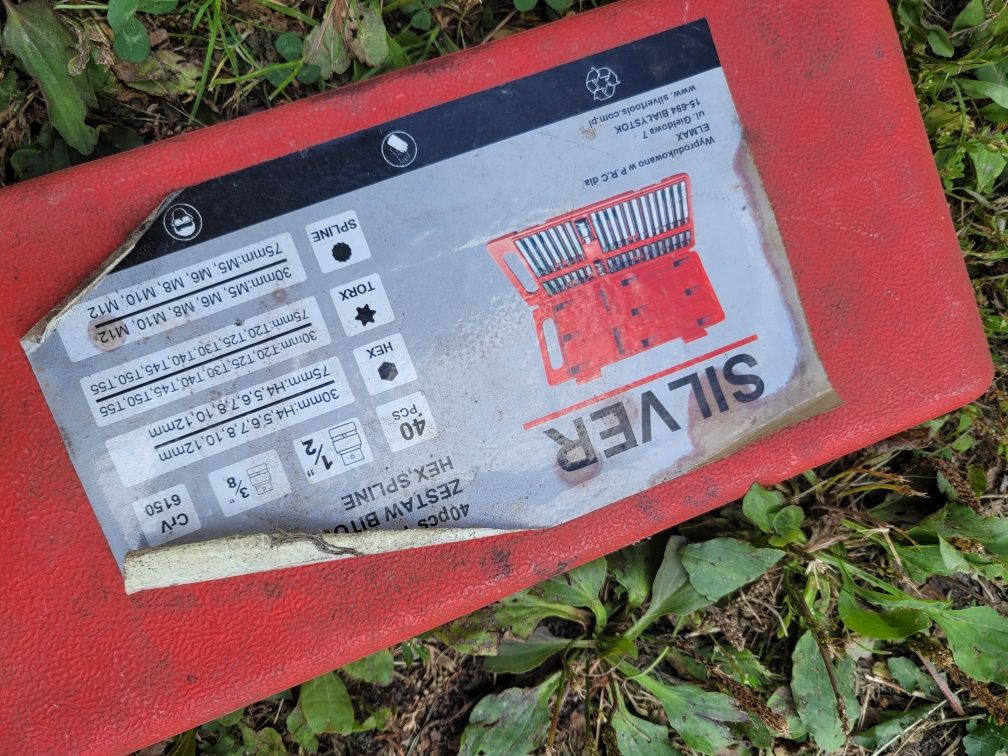 SILVER
40pcs
ZESTAW
HEX,SPLINE
40
PCS
1/2"
3/8"
CrV
6150
HEX
30mm:H4,5,6,7,8,10,12mm
75mm:H4,5,6,7,8,10,12mm
TORX
30mm:T20,T25,T30,T40,T45,T50,T55
75mm:T20,T25,T30,T40,T45,T50,T55
SPLINE
30mm:M5, M6, M8, M10, M12
75mm:M5, M6, M8, M10, M12
Wyprodukowano w P.R.C dla
ELMAX
ul. Giełdowa 7
15-694 BIAŁYSTOK
www. silvertools.com.pl